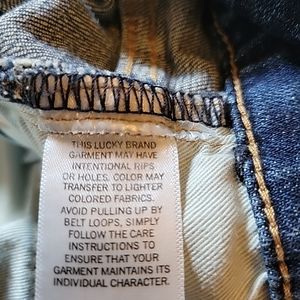 THIS LUCKY BRAND
GARMENT MAY HAVE
INTENTIONAL RIPS
OR HOLES. COLOR MAY
TRANSFER TO LIGHTER
COLORED FABRICS.
AVOID PULLING UP BY
BELT LOOPS, SIMPLY
FOLLOW THE CARE
INSTRUCTIONS TO
ENSURE THAT YOUR
GARMENT MAINTAINS ITS
INDIVIDUAL CHARACTER.